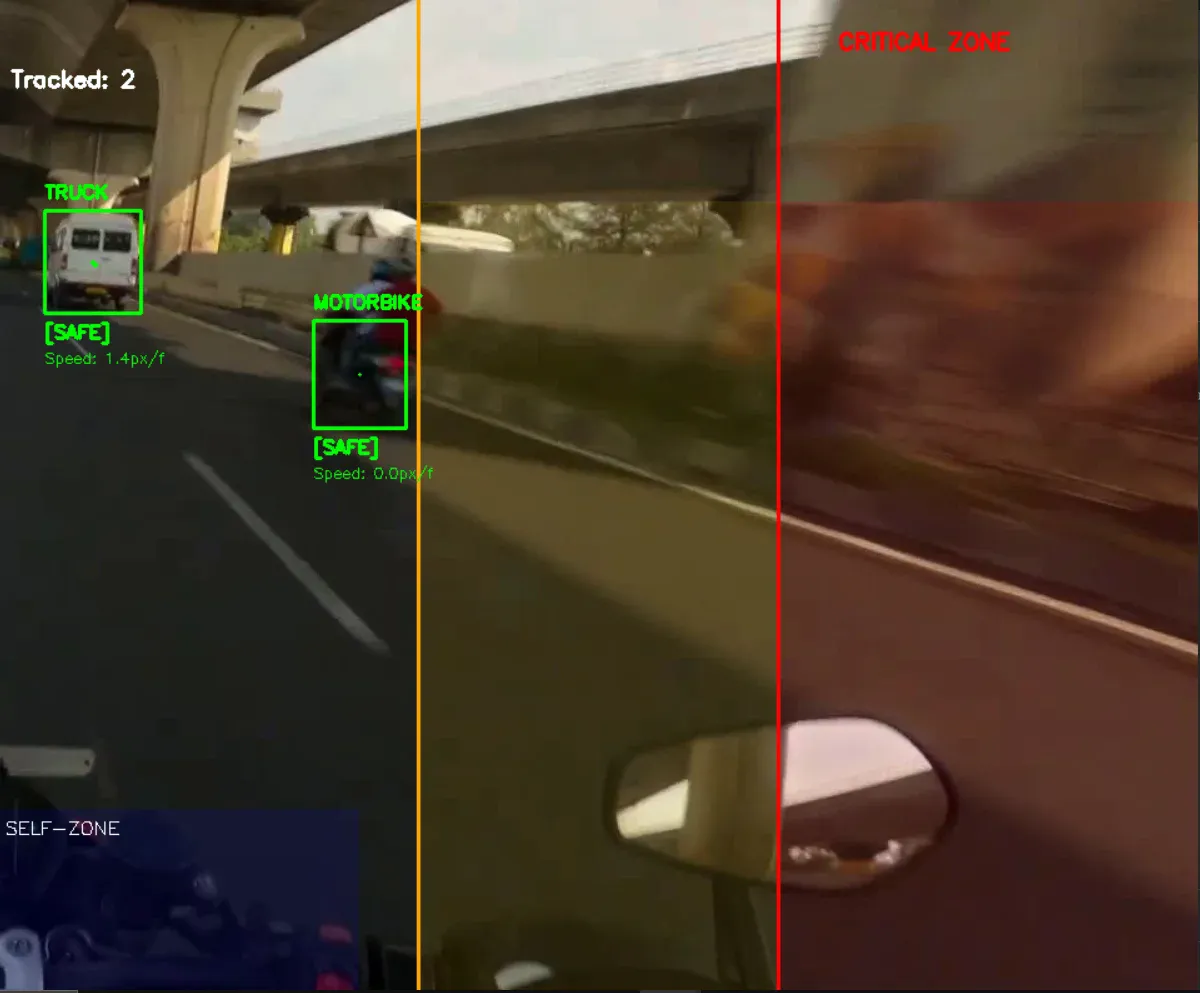 CRITICAL ZONE
Tracked: 2
TRUCK
[SAFE]
Speed: 1.4px/f
MOTORBIKE
[SAFE]
Speed: 0.0px/f
SELF-ZONE